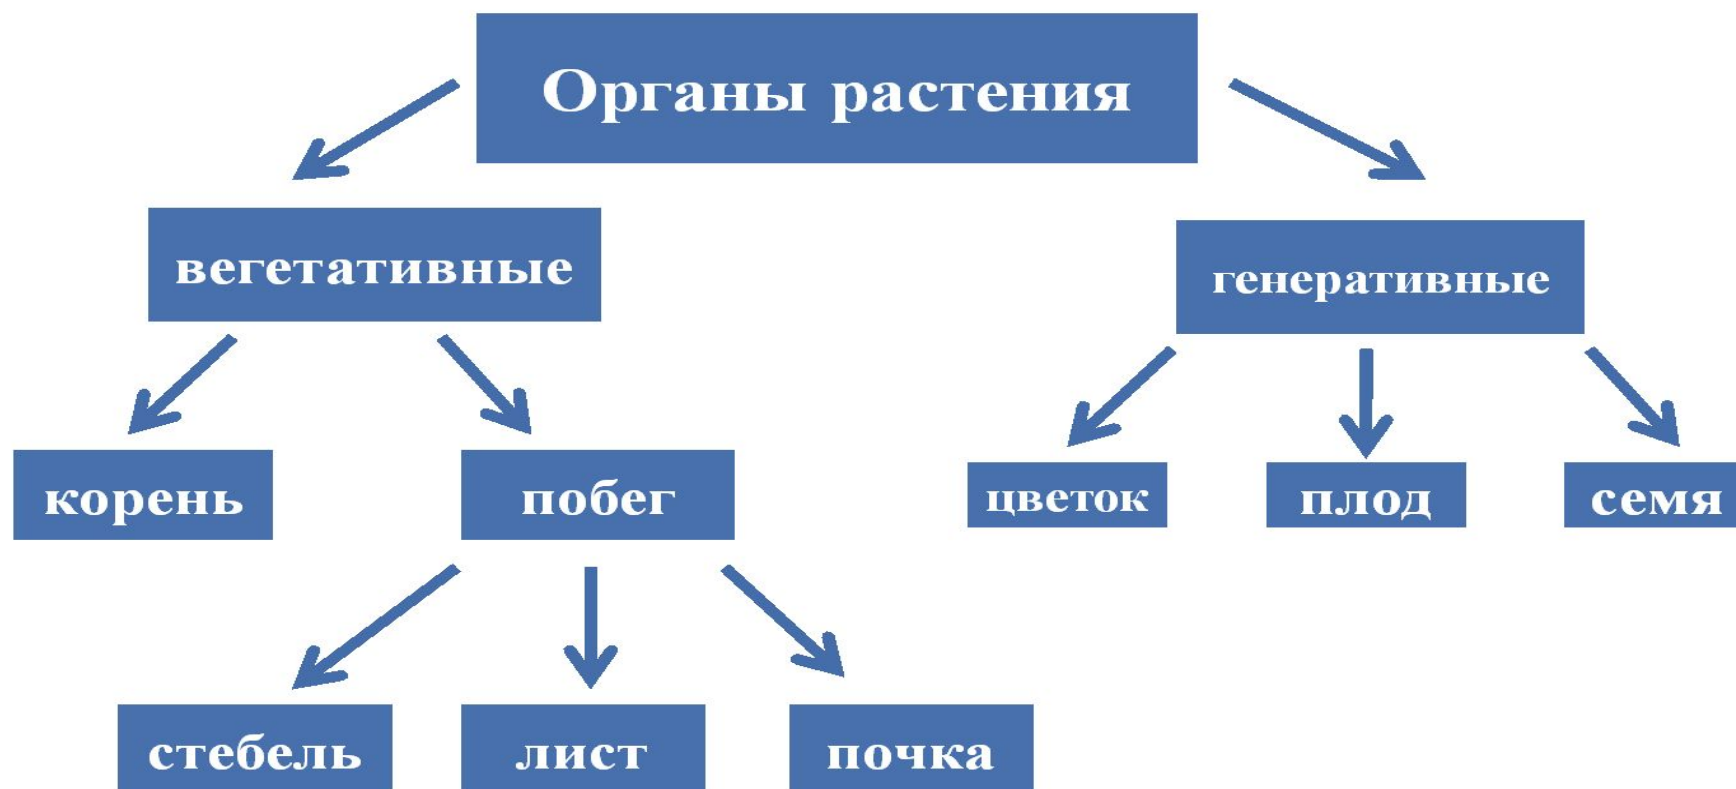 Органы растения
вегетативные
генеративные
корень
побег
цветок
плод
семя
стебель
лист
почка